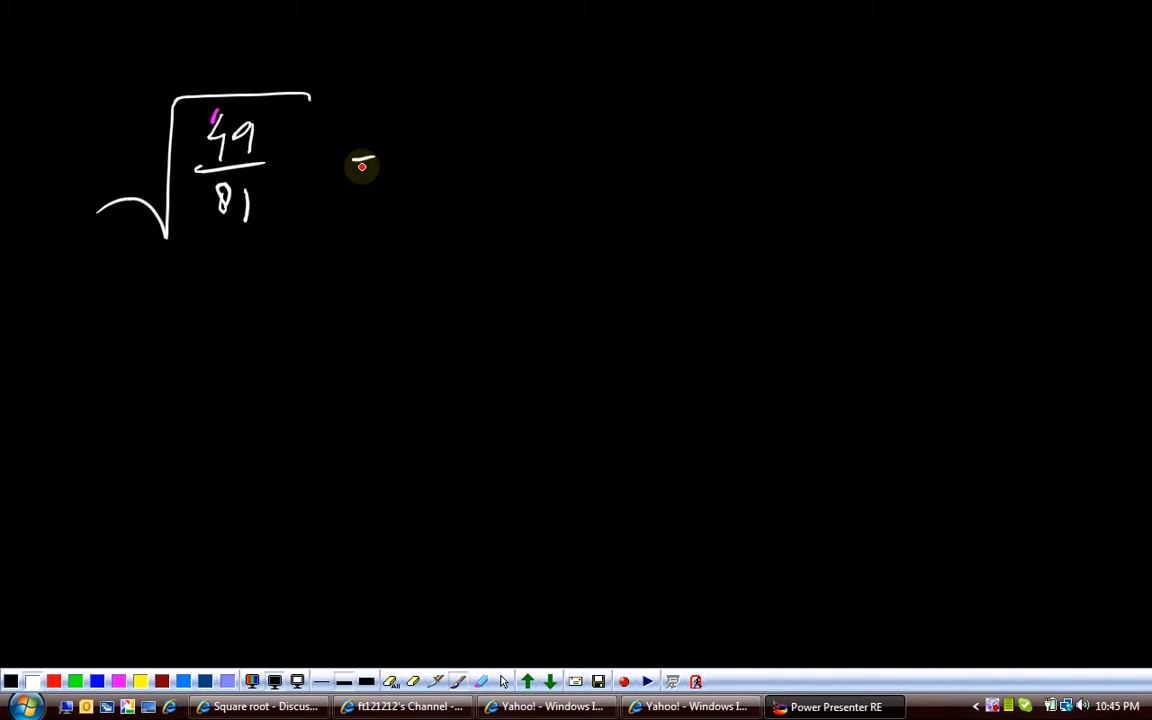 √(49/81) =
Square root - Discus...
ft121212's Channel -...
Yahoo! - Windows I...
Yahoo! - Windows I...
Power Presenter RE
10:45 PM